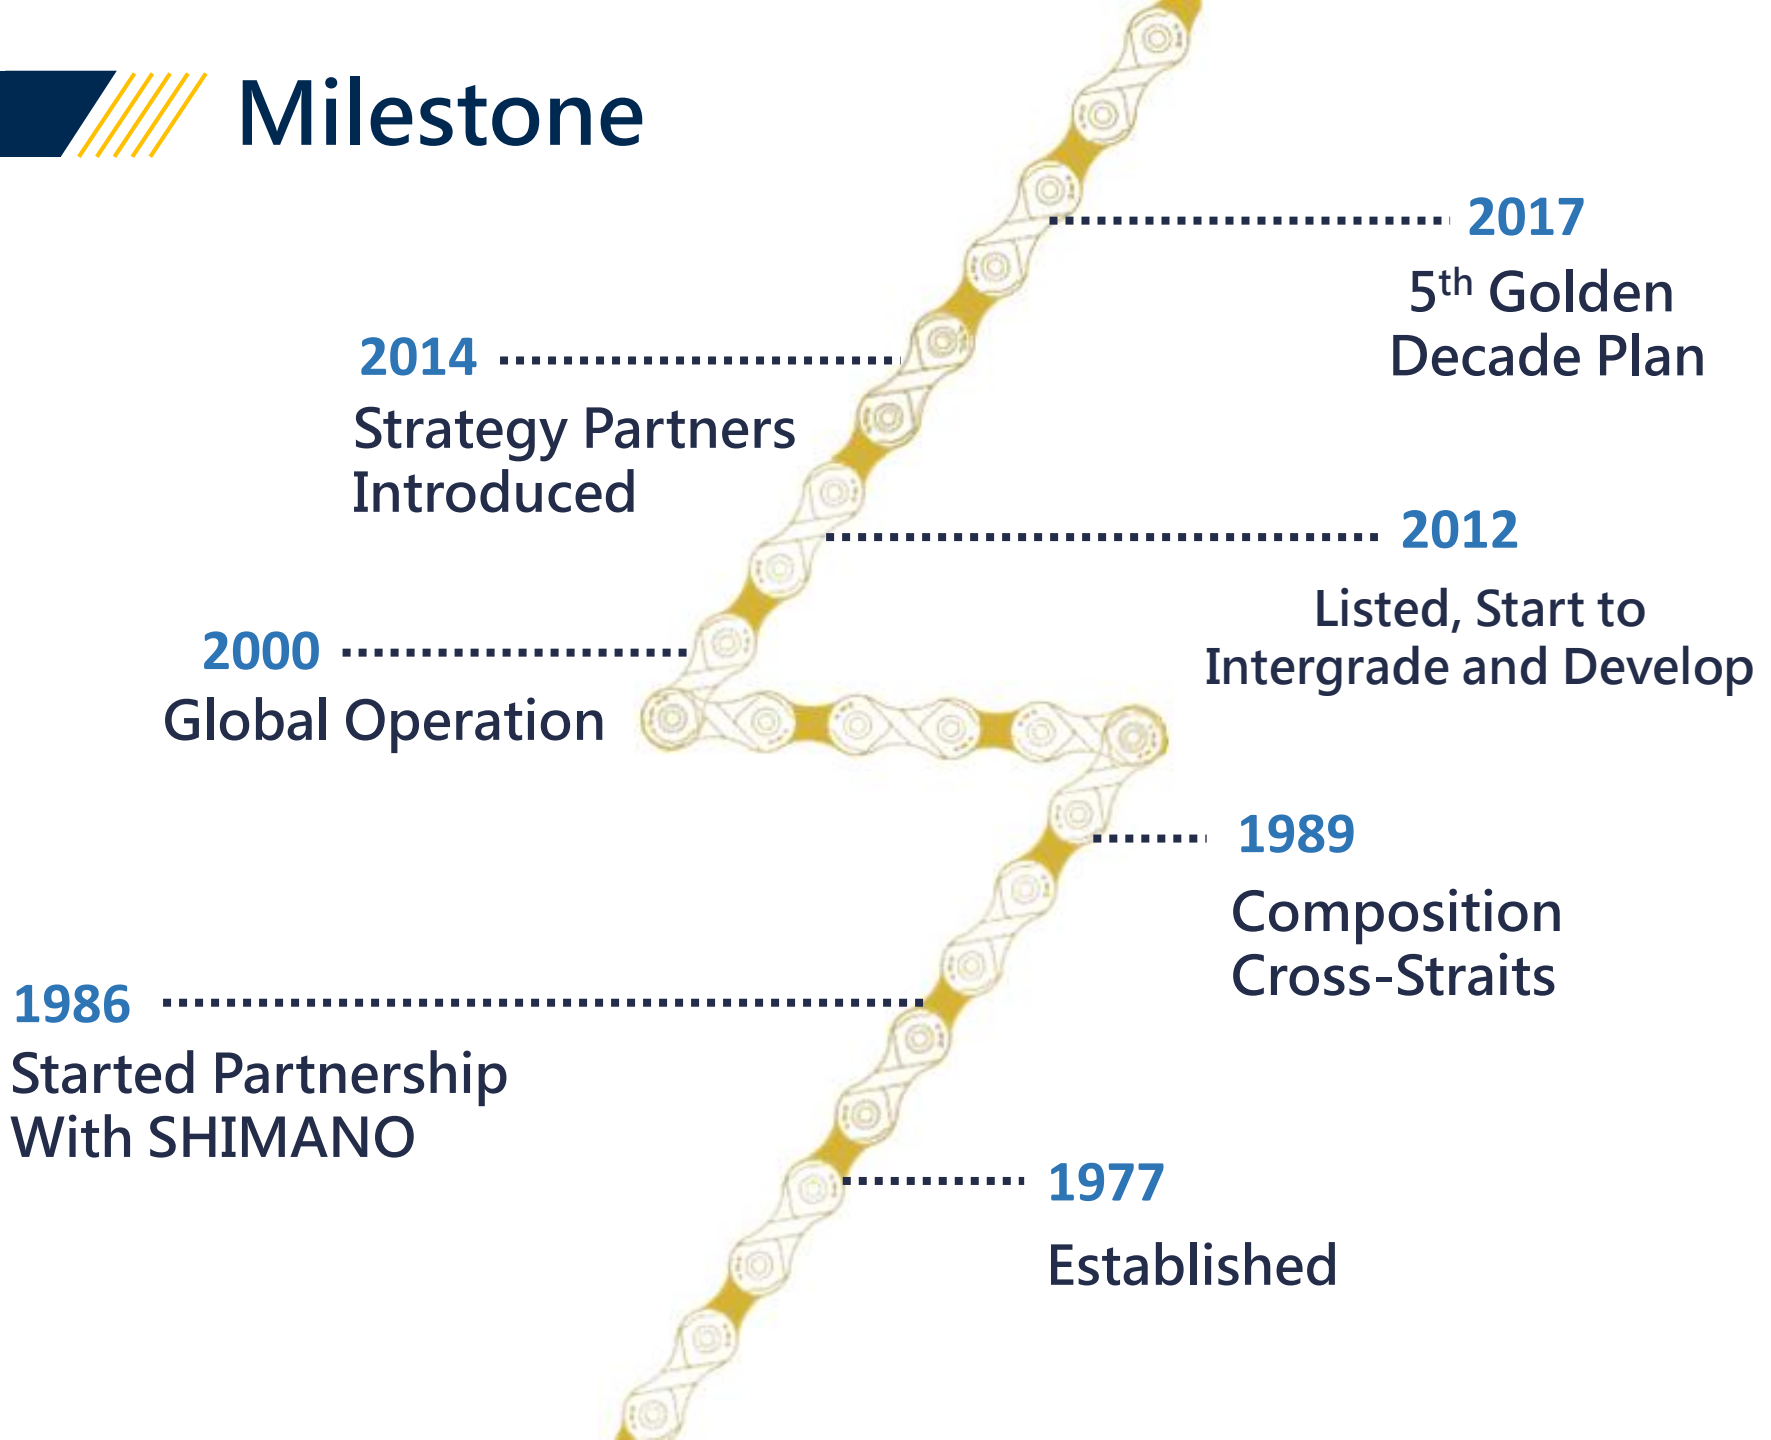 Milestone
2017
5th Golden
Decade Plan
2014
Strategy Partners
Introduced
2012
Listed, Start to
Intergrade and Develop
2000
Global Operation
1989
Composition
Cross-Straits
1986
Started Partnership
With SHIMANO
1977
Established